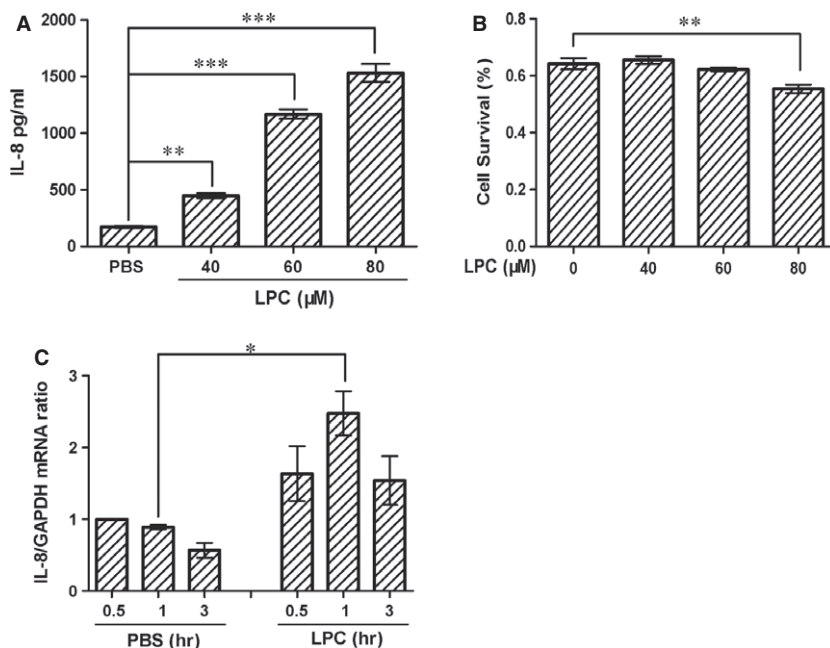 A
IL-8 pg/ml
2000
1500
1000
500
0
***
***
**
PBS
40
60
80
LPC (µM)
B
Cell Survival (%)
0.8
0.6
0.4
0.2
0.0
**
LPC (µM)
0
40
60
80
C
IL-8/GAPDH mRNA ratio
3
2
1
0
*
0.5
1
3
0.5
1
3
PBS (hr)
LPC (hr)